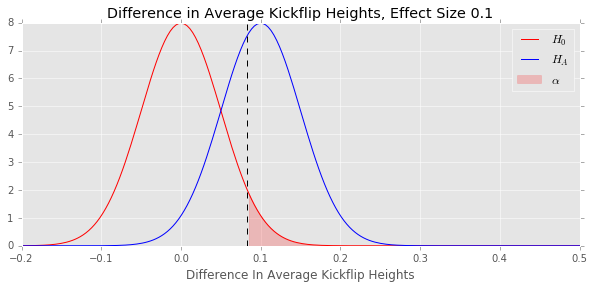 Difference in Average Kickflip Heights, Effect Size 0.1
8
7
6
5
4
3
2
1
0
H₀
H_A
α
−0.2 −0.1 0.0 0.1 0.2 0.3 0.4 0.5
Difference In Average Kickflip Heights